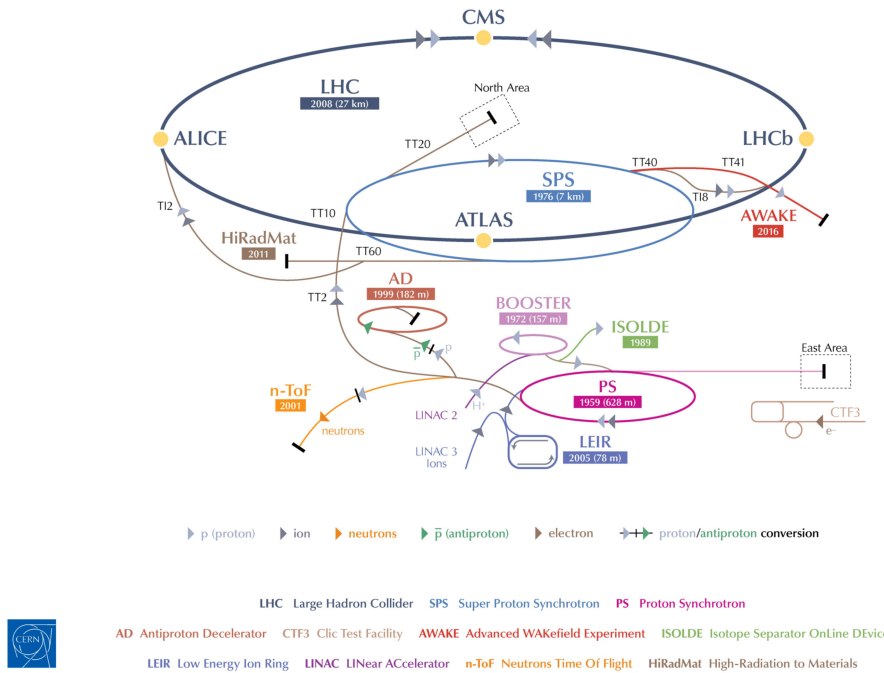 CMS
LHC
2008 (27 km)
North Area
ALICE
LHCb
TT20
TT40
TT41
SPS
1976 (7 km)
TI8
TI2
TT10
ATLAS
AWAKE
2016
HiRadMat
2011
TT60
AD
1999 (182 m)
TT2
BOOSTER
1972 (157 m)
ISOLDE
1989
p̅
p
East Area
n-ToF
2001
PS
1959 (628 m)
LINAC 2
H⁺
neutrons
CTF3
e⁻
LINAC 3
Ions
LEIR
2005 (78 m)
p (proton) ion neutrons p̅ (antiproton) electron proton/antiproton conversion
LHC Large Hadron Collider SPS Super Proton Synchrotron PS Proton Synchrotron
AD Antiproton Decelerator CTF3 Clic Test Facility AWAKE Advanced WAKefield Experiment ISOLDE Isotope Separator OnLine DEvice
LEIR Low Energy Ion Ring LINAC LINear ACcelerator n-ToF Neutrons Time Of Flight HiRadMat High-Radiation to Materials
CERN